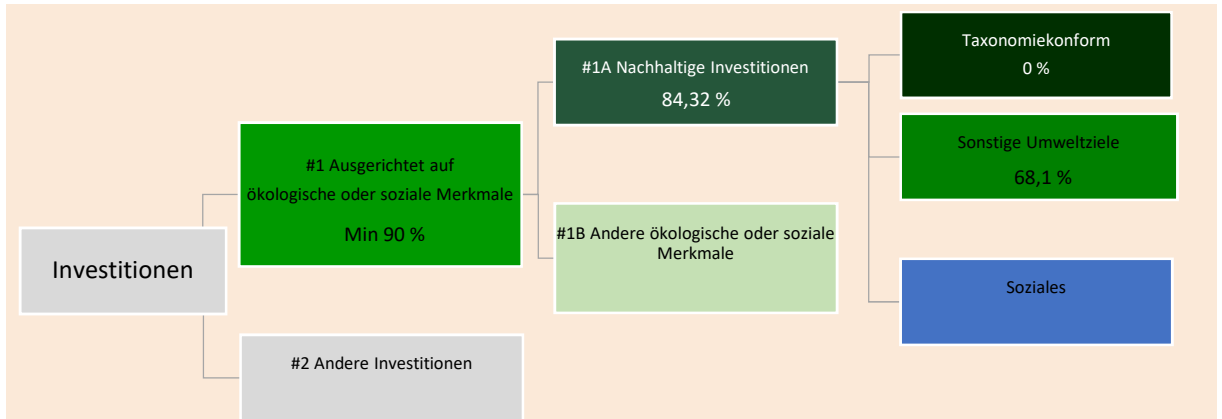 Investitionen
#1 Ausgerichtet auf
ökologische oder soziale Merkmale
Min 90 %
#2 Andere Investitionen
#1A Nachhaltige Investitionen
84,32 %
#1B Andere ökologische oder soziale
Merkmale
Taxonomiekonform
0 %
Sonstige Umweltziele
68,1 %
Soziales